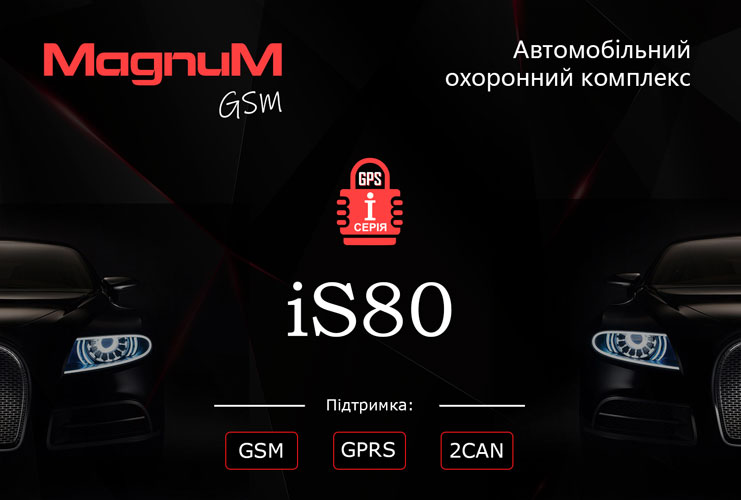 MagnuM
GSM
Автомобільний
охоронний комплекс
GPS
i
СЕРІЯ
iS80
Підтримка:
GSM GPRS 2CAN